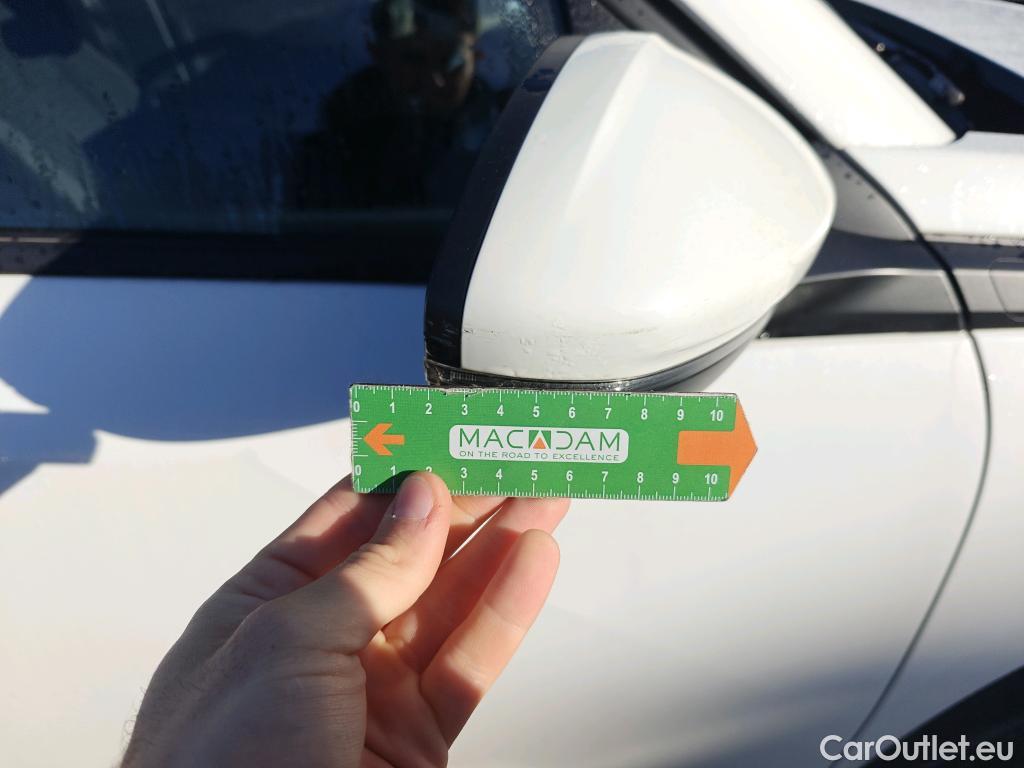 0 1 2 3 4 5 6 7 8 9 10
MACADAM
ON THE ROAD TO EXCELLENCE
0 1 2 3 4 5 6 7 8 9 10
CarOutlet.eu